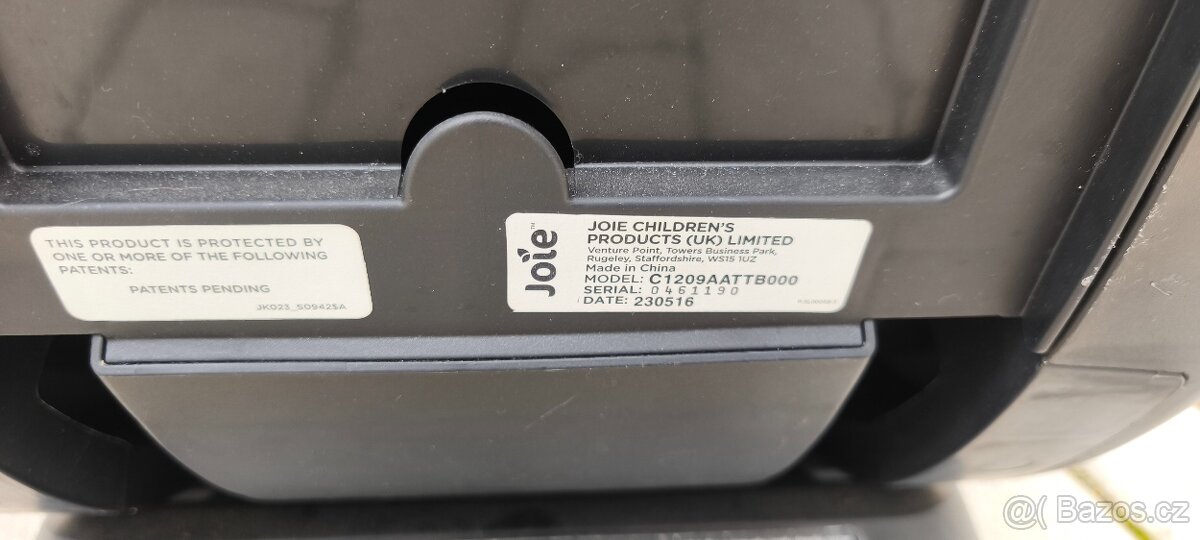 THIS PRODUCT IS PROTECTED BY
ONE OR MORE OF THE FOLLOWING
PATENTS:
PATENTS PENDING
JK023_S09425A
Joie™
JOIE CHILDREN'S
PRODUCTS (UK) LIMITED
Venture Point, Towers Business Park,
Rugeley, Staffordshire, WS15 1UZ
Made in China
MODEL: C1209AATTB000
SERIAL: 0461190
DATE: 230516
@( Bazos.cz